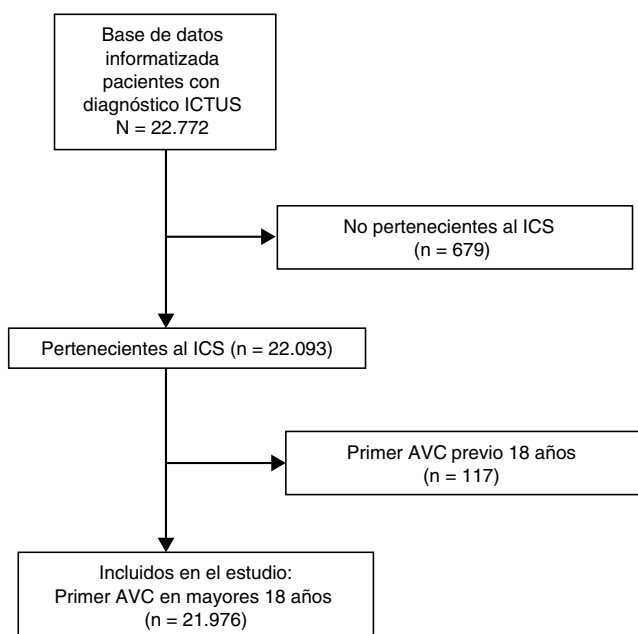 Base de datos
informatizada
pacientes con
diagnóstico ICTUS
N = 22.772
No pertenecientes al ICS
(n = 679)
Pertenecientes al ICS (n = 22.093)
Primer AVC previo 18 años
(n = 117)
Incluidos en el estudio:
Primer AVC en mayores 18 años
(n = 21.976)